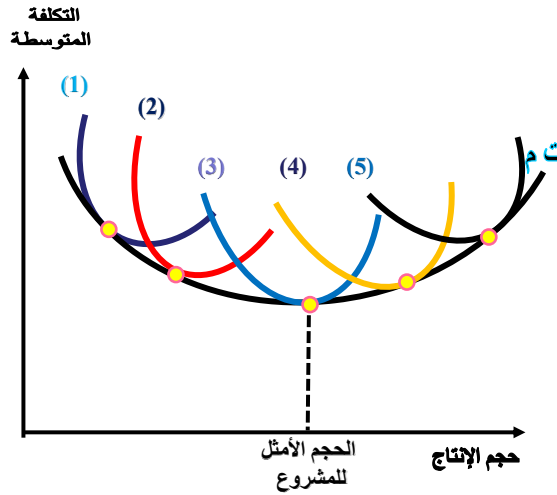 التكلفة
المتوسطة
(1)
(2)
(3)
(4)
(5)
ت م
الحجم الأمثل
للمشروع
حجم الإنتاج